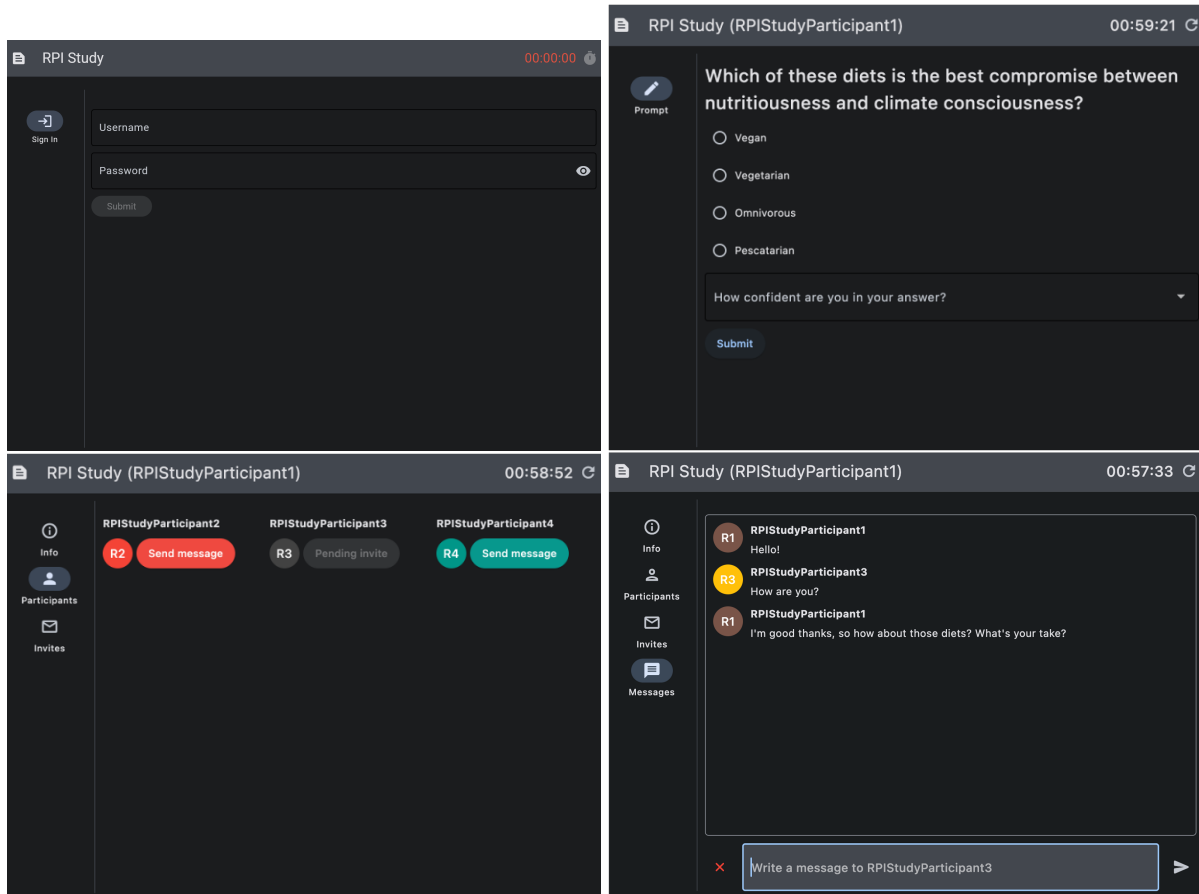 RPI Study
00:00:00
Sign In
Username
Password
Submit
RPI Study (RPIStudyParticipant1)
00:59:21
Prompt
Which of these diets is the best compromise between
nutritiousness and climate consciousness?
Vegan
Vegetarian
Omnivorous
Pescatarian
How confident are you in your answer?
Submit
RPI Study (RPIStudyParticipant1)
00:58:52
Info
Participants
Invites
RPIStudyParticipant2
R2
Send message
RPIStudyParticipant3
R3
Pending invite
RPIStudyParticipant4
R4
Send message
RPI Study (RPIStudyParticipant1)
00:57:33
Info
Participants
Invites
Messages
R1
RPIStudyParticipant1
Hello!
R3
RPIStudyParticipant3
How are you?
R1
RPIStudyParticipant1
I'm good thanks, so how about those diets? What's your take?
Write a message to RPIStudyParticipant3